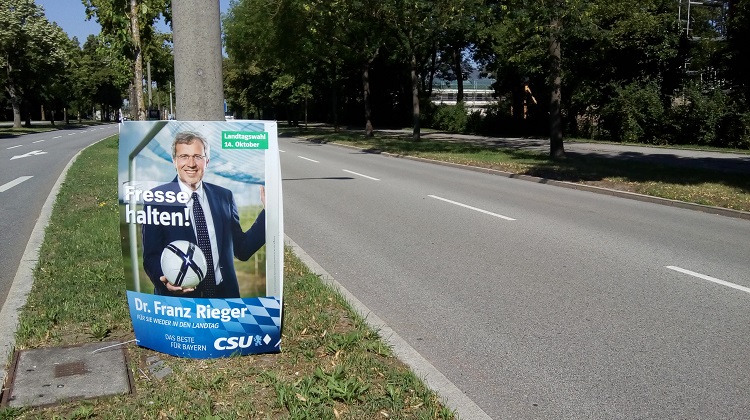 Landtagswahl
14. Oktober
Fresse
halten!
Dr. Franz Rieger
FÜR SIE WIEDER IN DEN LANDTAG
DAS BESTE
FÜR BAYERN
CSU